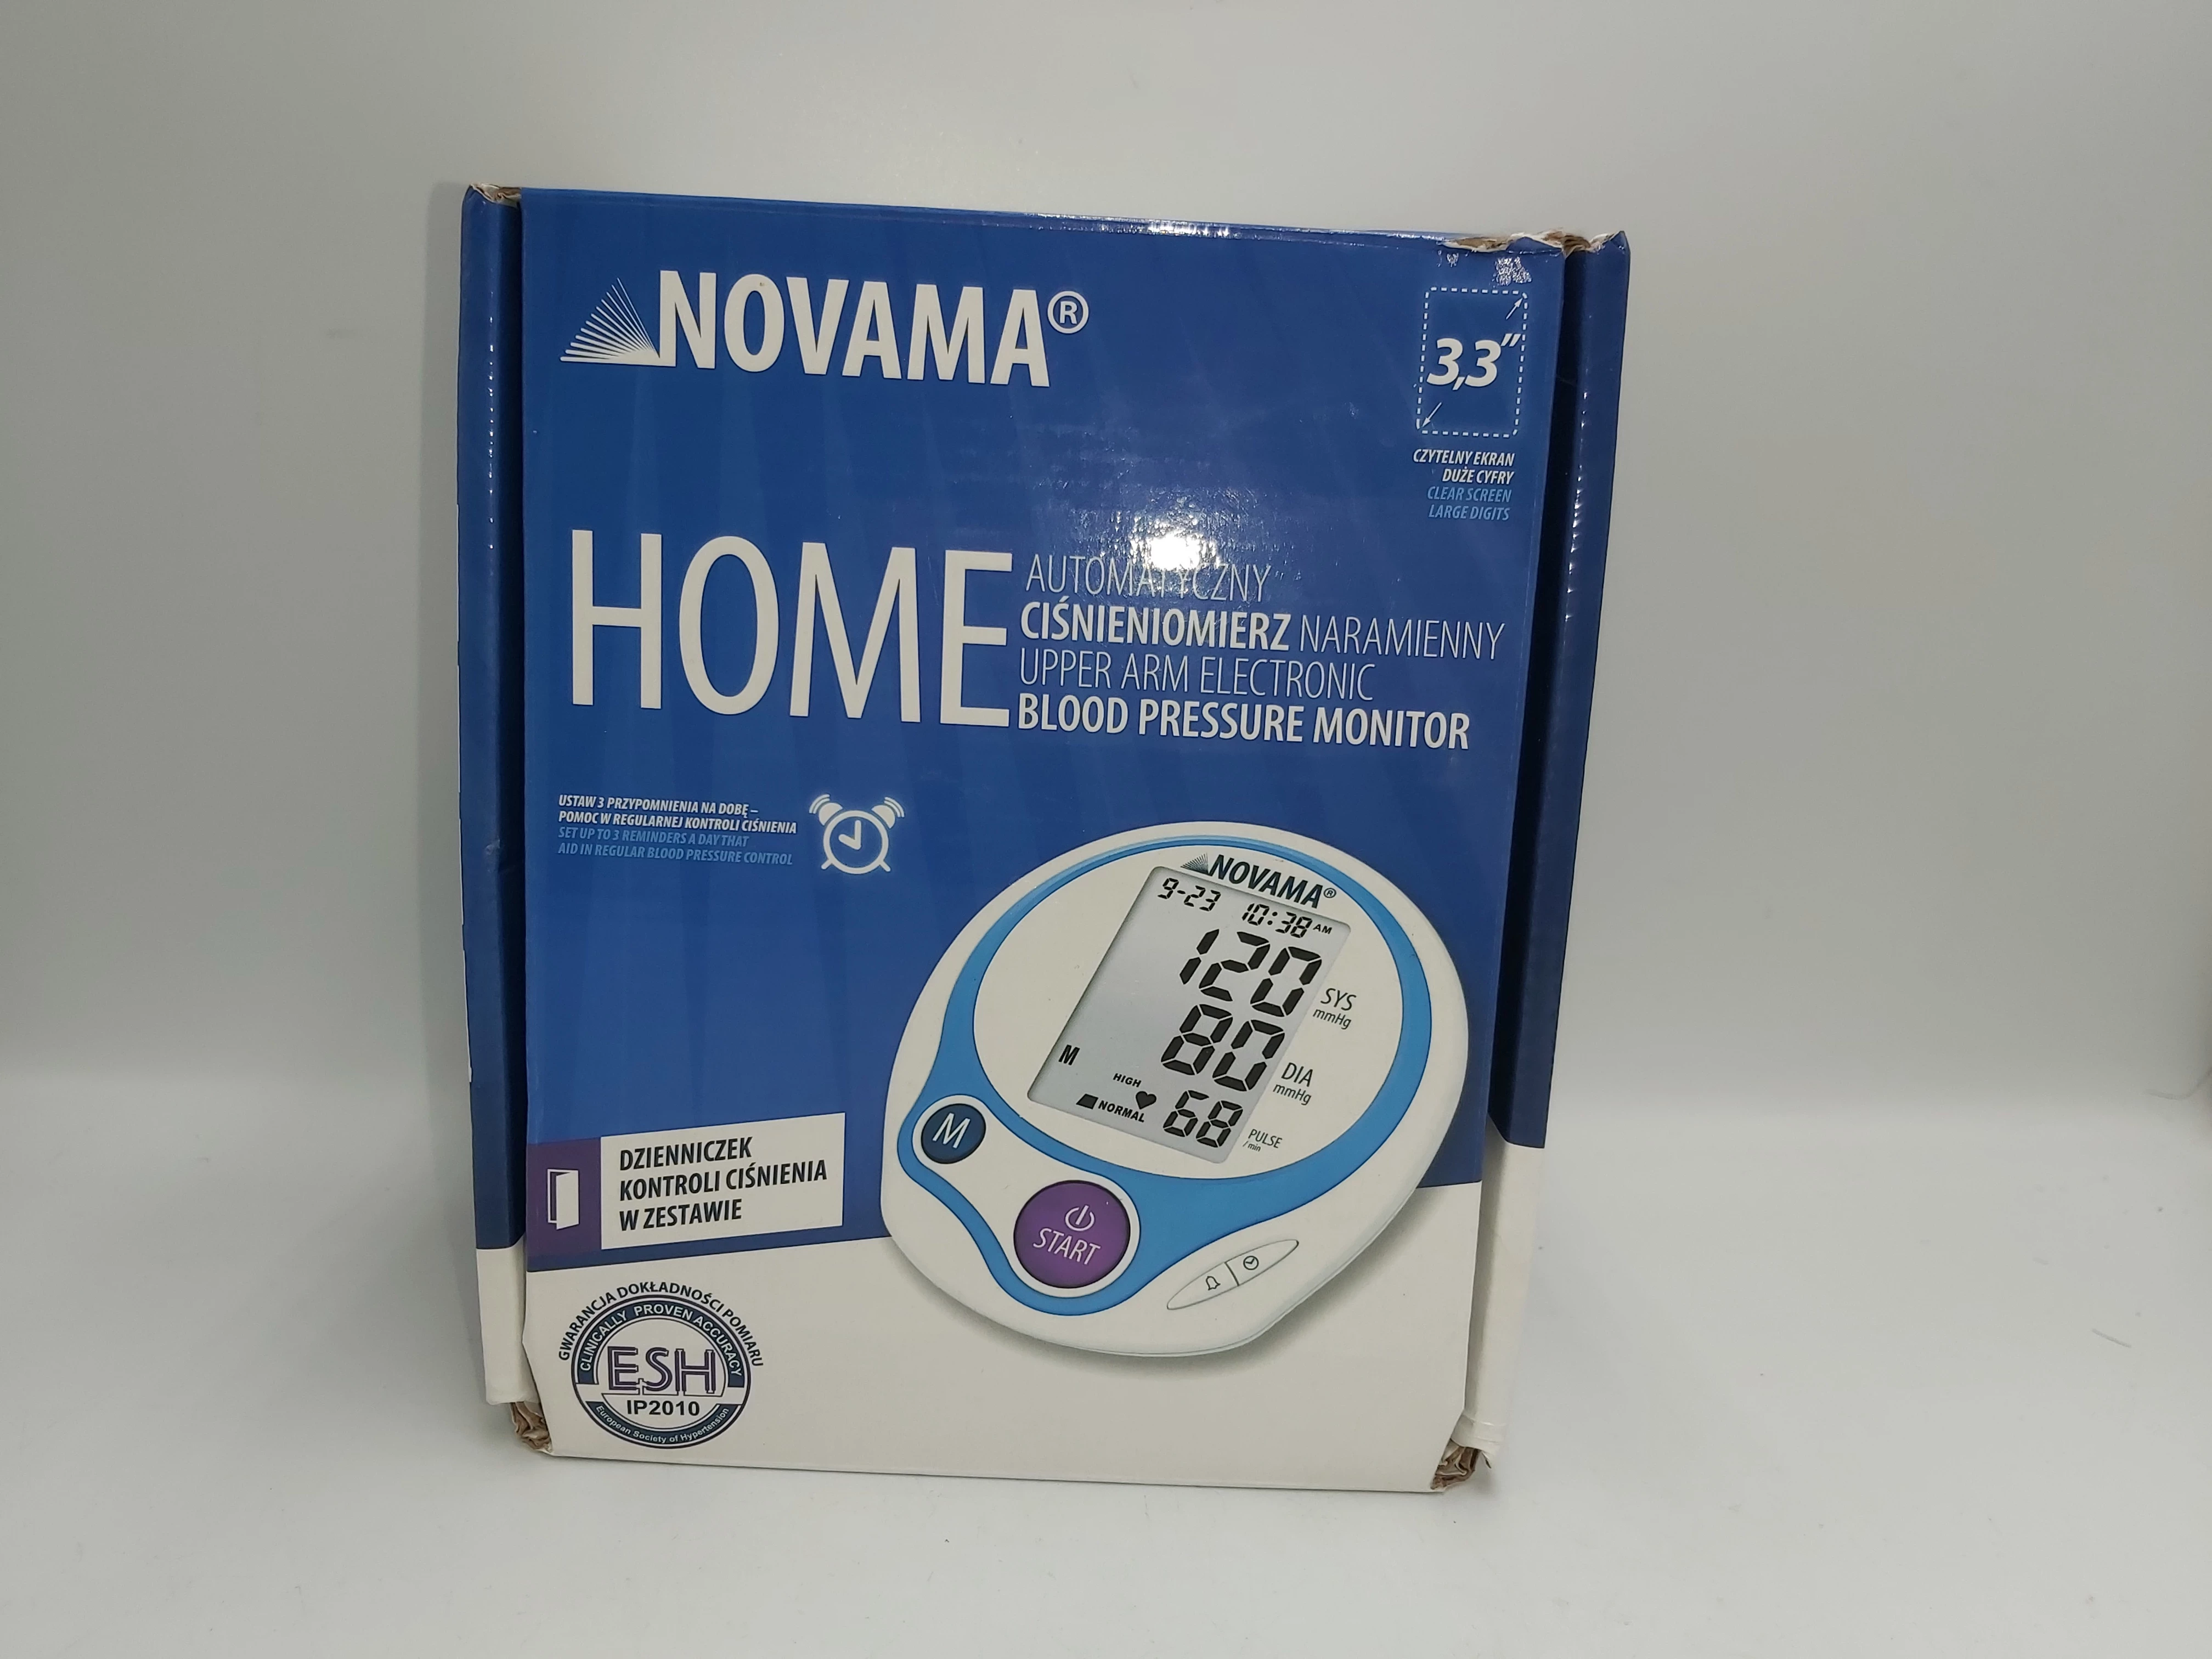 NOVAMA®
3,3"
CZYTELNY EKRAN
DUŻE CYFRY
CLEAR SCREEN
LARGE DIGITS
HOME
AUTOMATYCZNY
CIŚNIENIOMIERZ NARAMIENNY
UPPER ARM ELECTRONIC
BLOOD PRESSURE MONITOR
USTAW 3 PRZYPOMNIENIA NA DOBĘ –
POMOC W REGULARNEJ KONTROLI CIŚNIENIA
SET UP TO 3 REMINDERS A DAY THAT
AID IN REGULAR BLOOD PRESSURE CONTROL
NOVAMA®
9-23 10:38 AM
120 SYS
mmHg
80 DIA
mmHg
M
HIGH
NORMAL
68 PULSE
/min
M
START
DZIENNICZEK
KONTROLI CIŚNIENIA
W ZESTAWIE
GWARANCJA DOKŁADNOŚCI POMIARU
CLINICALLY PROVEN ACCURACY
ESH
IP2010
European Society of Hypertension